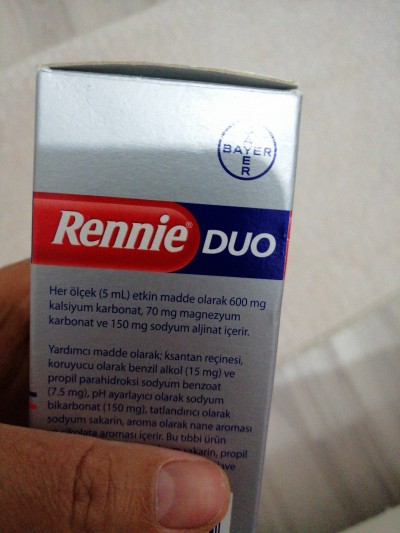 BAYER
BAYER
Rennie® DUO
Her ölçek (5 mL) etkin madde olarak 600 mg
kalsiyum karbonat, 70 mg magnezyum
karbonat ve 150 mg sodyum aljinat içerir.
Yardımcı madde olarak; ksantan reçinesi,
koruyucu olarak benzil alkol (15 mg) ve
propil parahidroksi sodyum benzoat
(7.5 mg), pH ayarlayıcı olarak sodyum
bikarbonat (150 mg), tatlandırıcı olarak
sodyum sakarin, aroma olarak nane aroması
aroması içerir. Bu tıbbi ürün
sakarin, propil